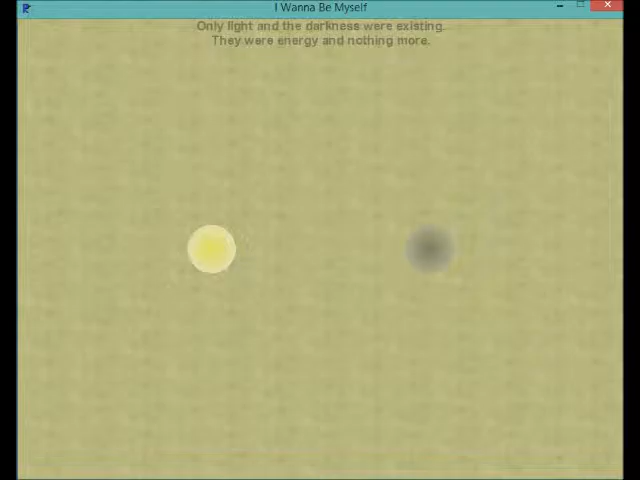 I Wanna Be Myself
Only light and the darkness were existing.
They were energy and nothing more.